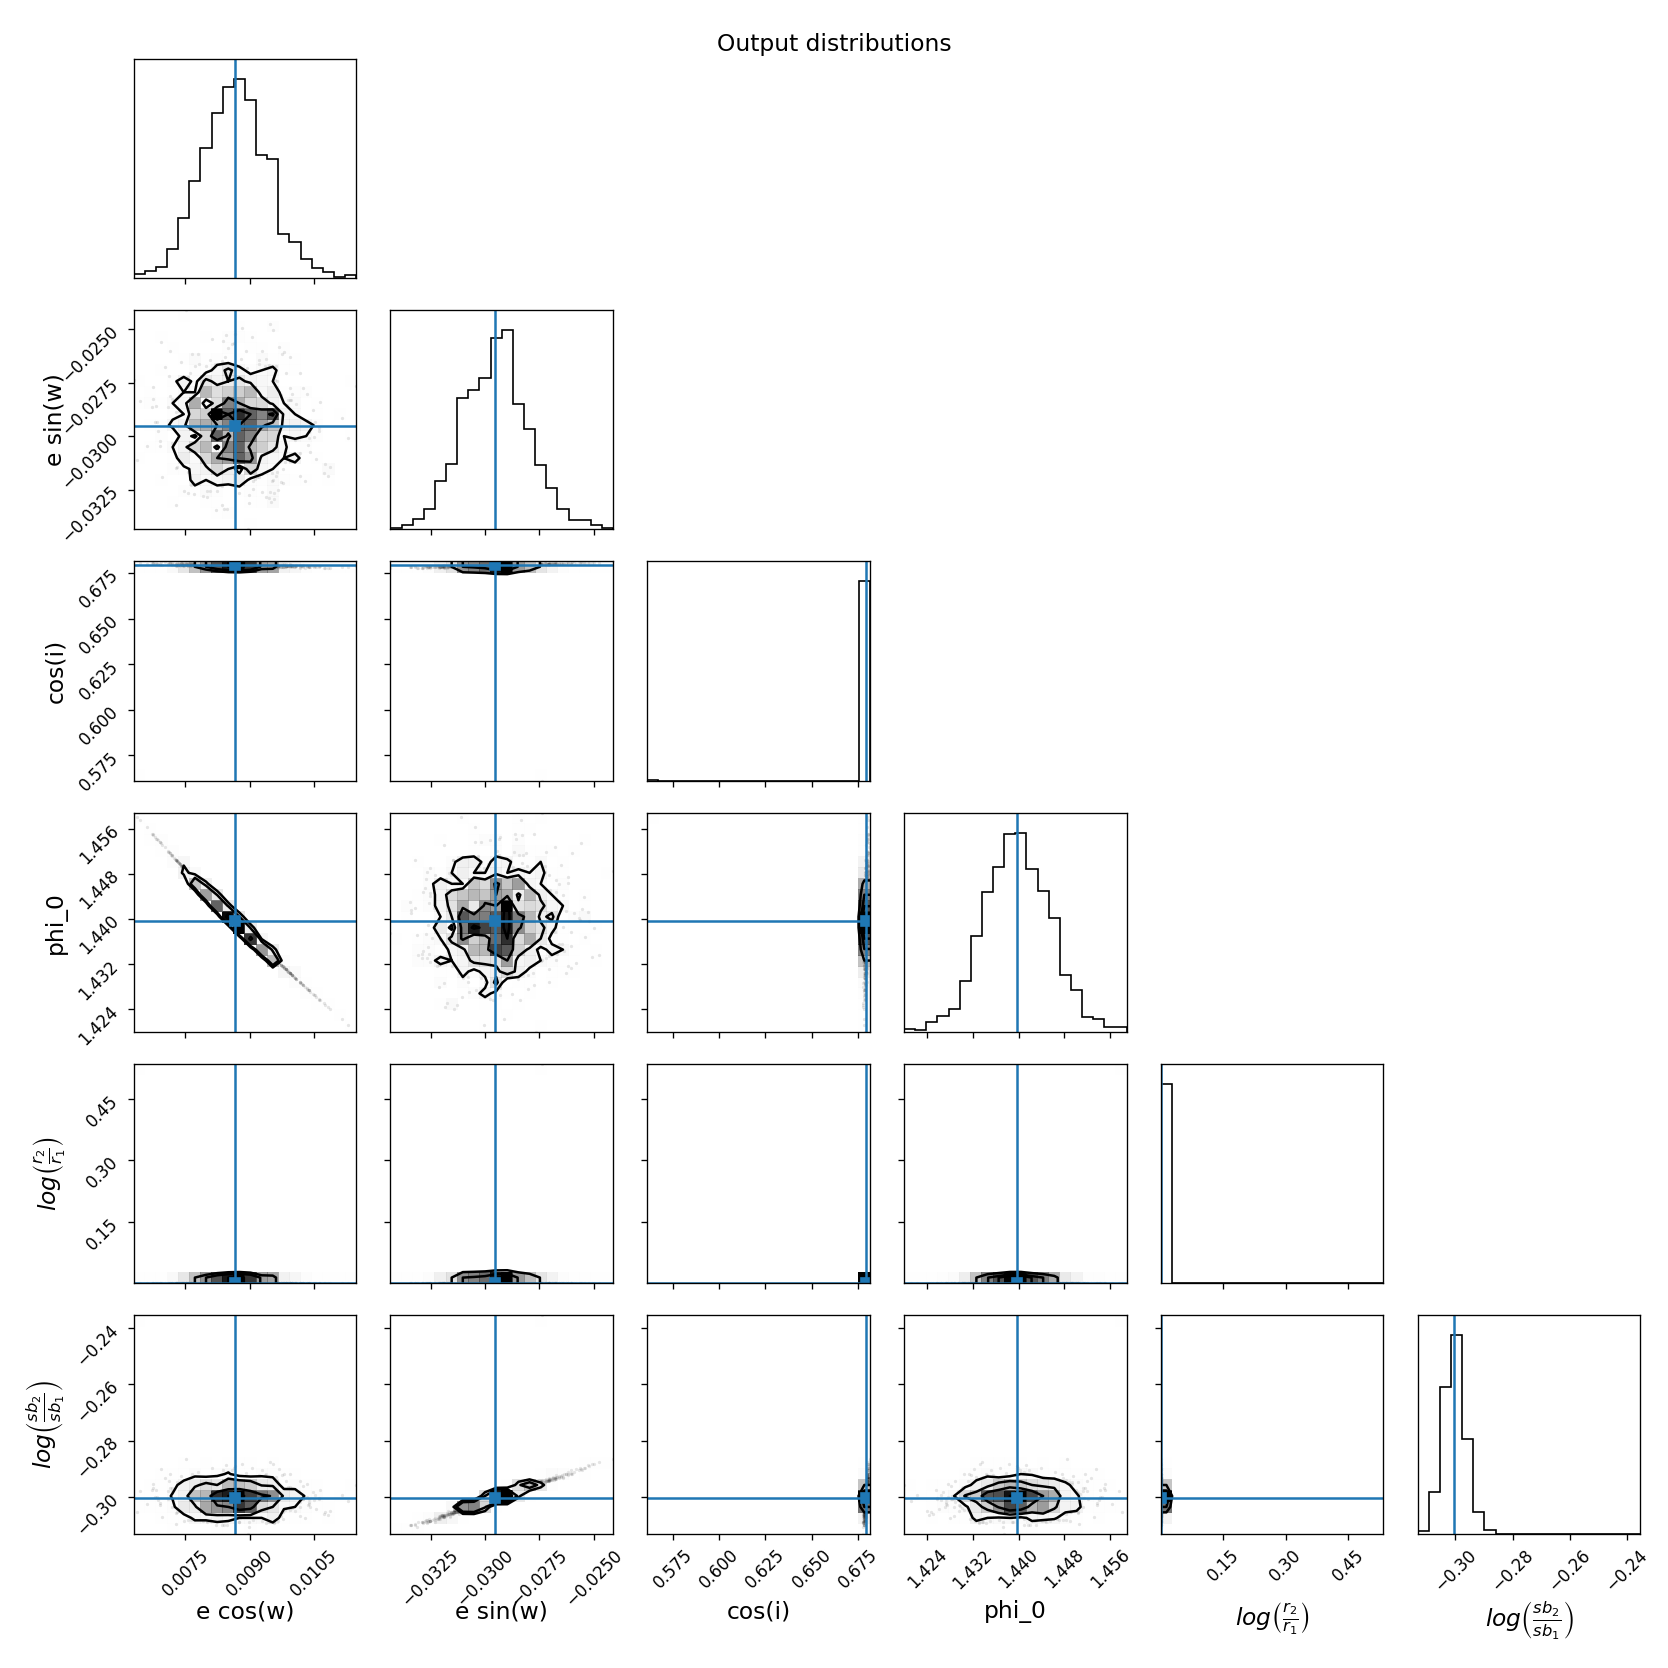 Output distributions
e sin(w)
−0.0250
−0.0275
−0.0300
−0.0325
cos(i)
0.675
0.650
0.625
0.600
0.575
phi_0
1.456
1.448
1.440
1.432
1.424
log(r₂/r₁)
0.45
0.30
0.15
log(sb₂/sb₁)
−0.24
−0.26
−0.28
−0.30
0.0075 0.0090 0.0105
−0.0325 −0.0300 −0.0275 −0.0250
0.575 0.600 0.625 0.650 0.675
1.424 1.432 1.440 1.448 1.456
0.15 0.30 0.45
−0.30 −0.28 −0.26 −0.24
e cos(w) e sin(w) cos(i) phi_0 log(r₂/r₁) log(sb₂/sb₁)